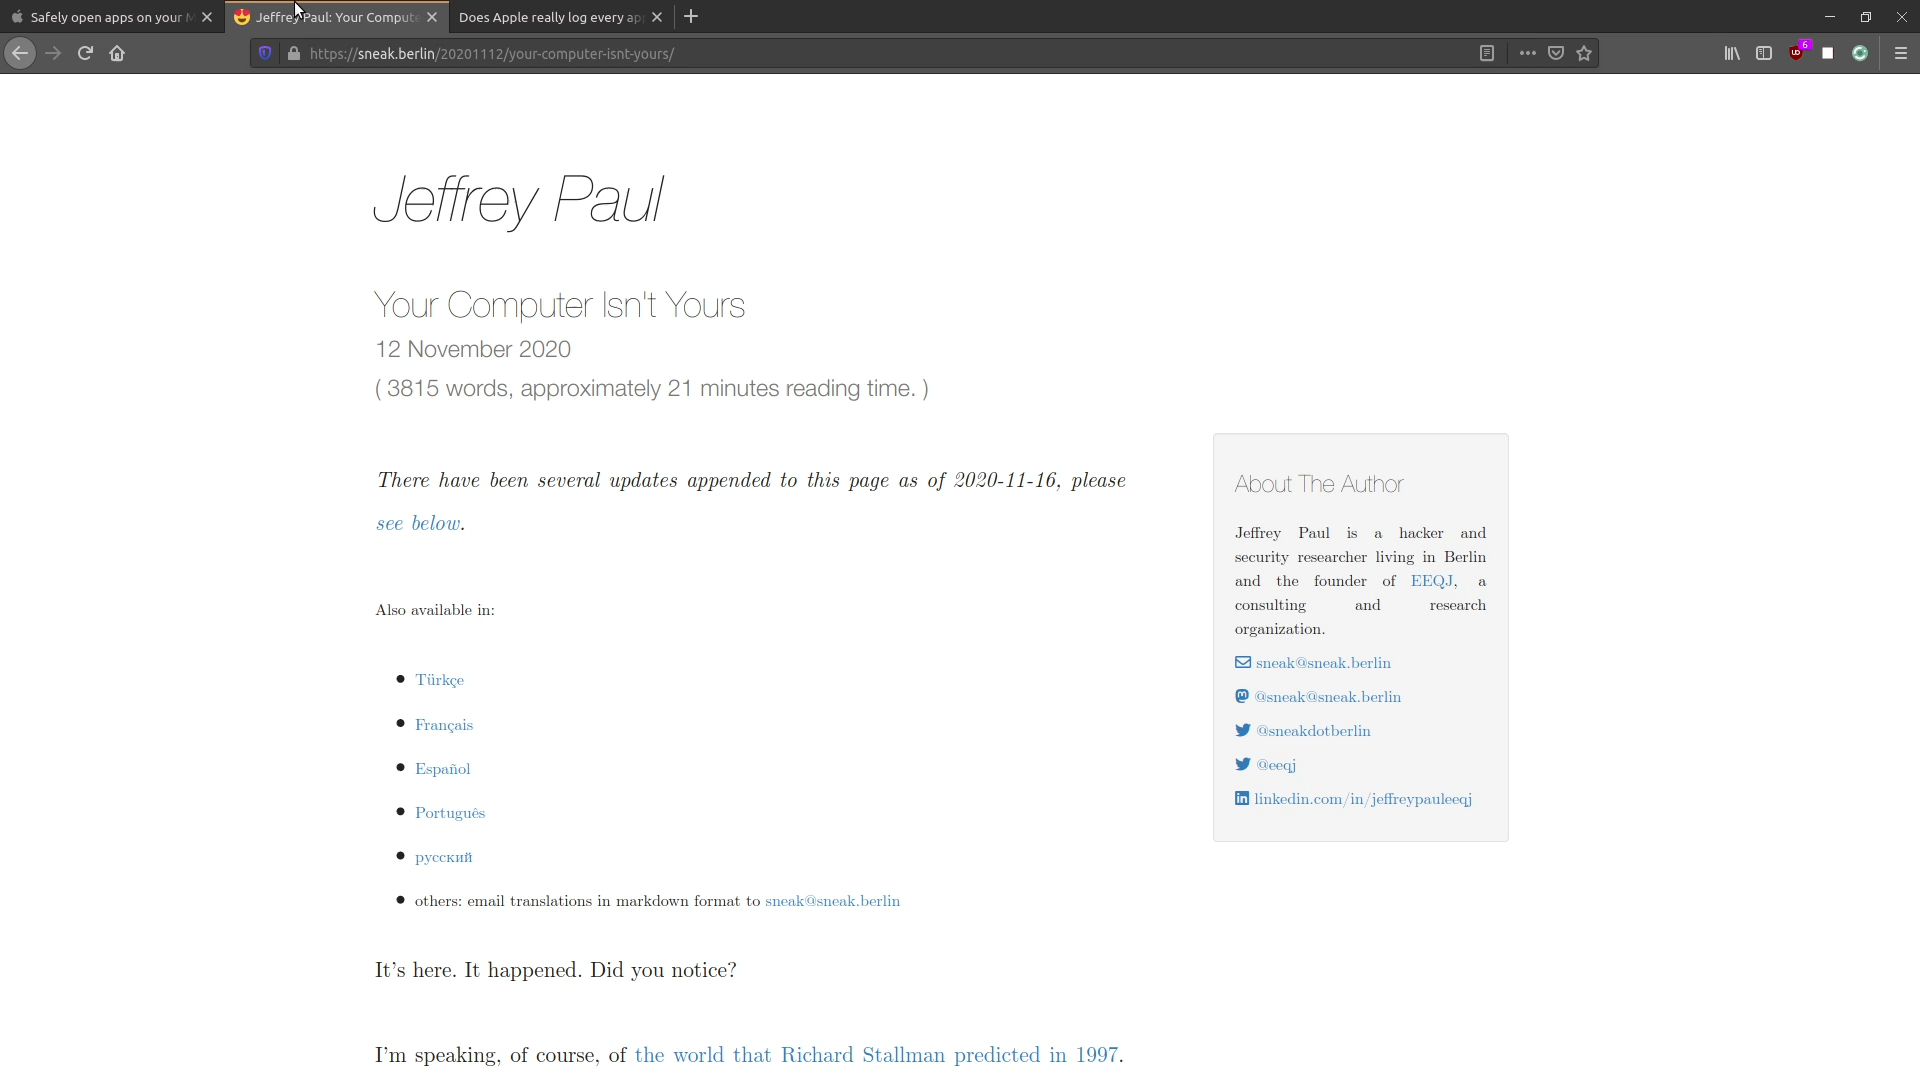 Safely open apps on your M
Jeffrey Paul: Your Compute
Does Apple really log every ap
https://sneak.berlin/20201112/your-computer-isnt-yours/
6
Jeffrey Paul
Your Computer Isn't Yours
12 November 2020
( 3815 words, approximately 21 minutes reading time. )
There have been several updates appended to this page as of 2020-11-16, please
see below.
Also available in:
Türkçe
Français
Español
Português
русский
others: email translations in markdown format to sneak@sneak.berlin
It's here. It happened. Did you notice?
I'm speaking, of course, of the world that Richard Stallman predicted in 1997.
About The Author
Jeffrey Paul is a hacker and
security researcher living in Berlin
and the founder of EEQJ, a
consulting and research
organization.
sneak@sneak.berlin
@sneak@sneak.berlin
@sneakdotberlin
@eeqj
linkedin.com/in/jeffreypauleeqj